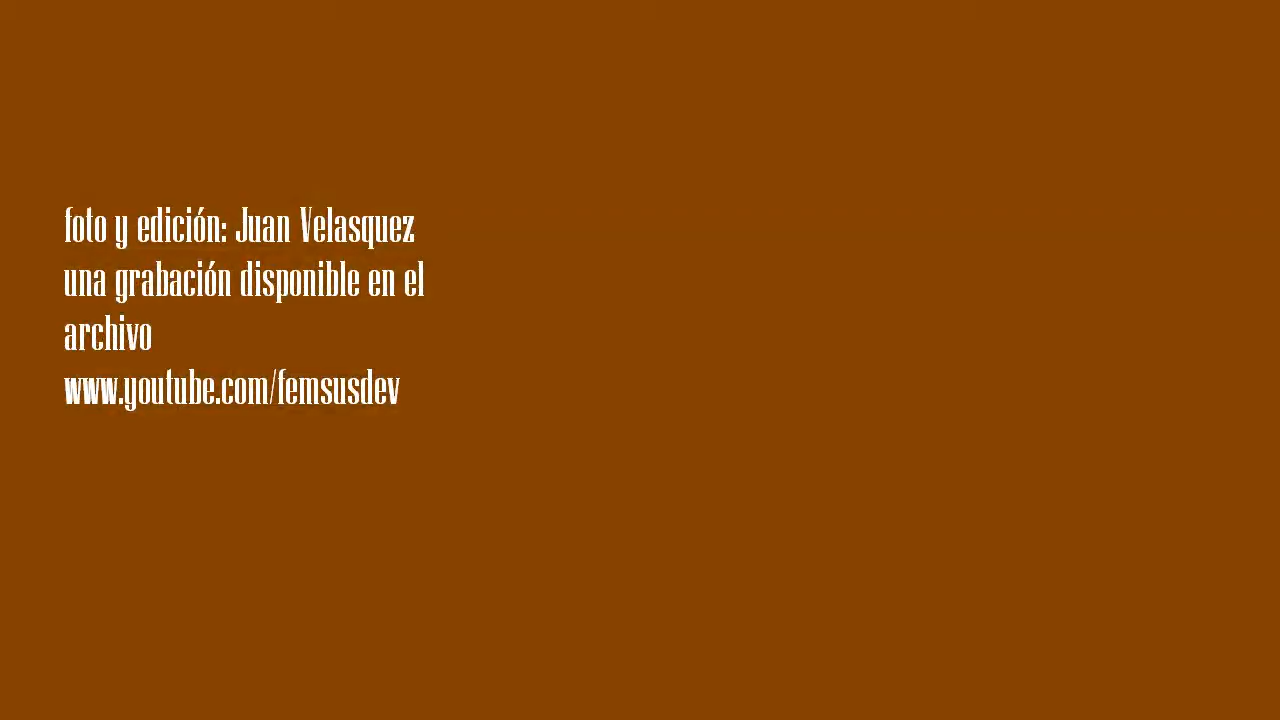 foto y edición: Juan Velasquez
una grabación disponible en el
archivo
www.youtube.com/femsusdev